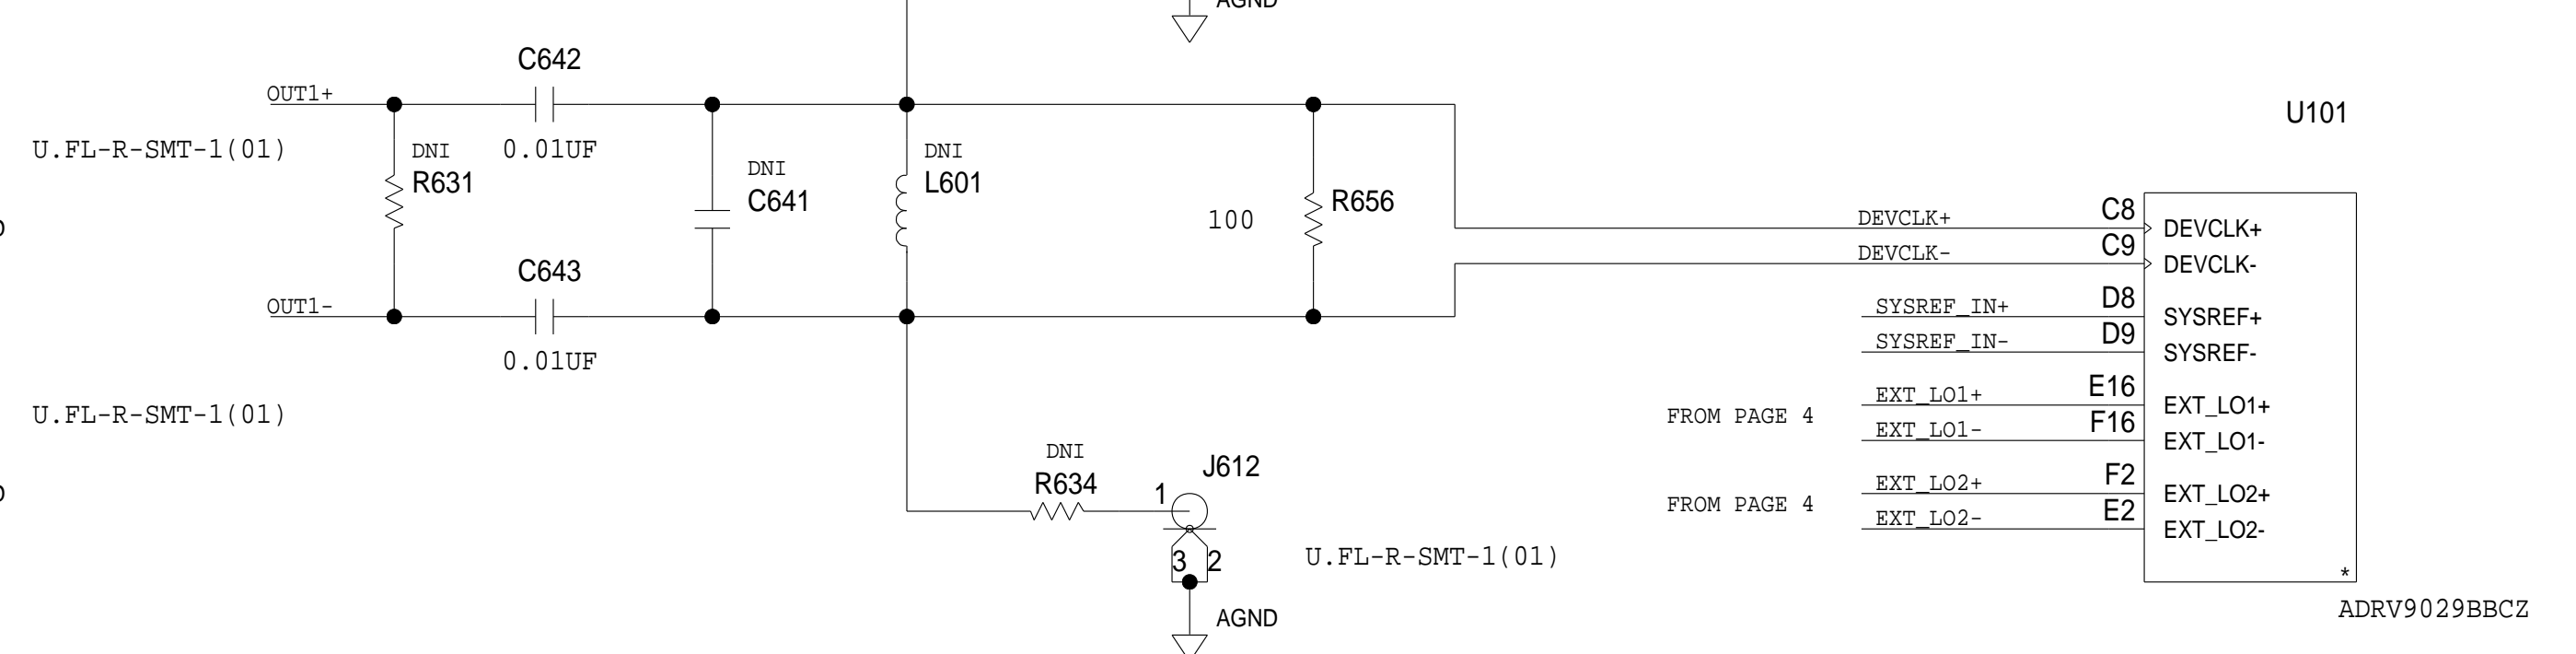 AGND
C642
OUT1+
U.FL-R-SMT-1(01)
DNI
R631
0.01UF
DNI
C641
DNI
L601
100
R656
C643
OUT1-
0.01UF
U.FL-R-SMT-1(01)
DNI
R634
1
J612
3
2
U.FL-R-SMT-1(01)
AGND
U101
DEVCLK+
C8
DEVCLK+
DEVCLK-
C9
DEVCLK-
SYSREF_IN+
D8
SYSREF+
SYSREF_IN-
D9
SYSREF-
FROM PAGE 4
EXT_LO1+
E16
EXT_LO1+
EXT_LO1-
F16
EXT_LO1-
FROM PAGE 4
EXT_LO2+
F2
EXT_LO2+
EXT_LO2-
E2
EXT_LO2-
*
ADRV9029BBCZ